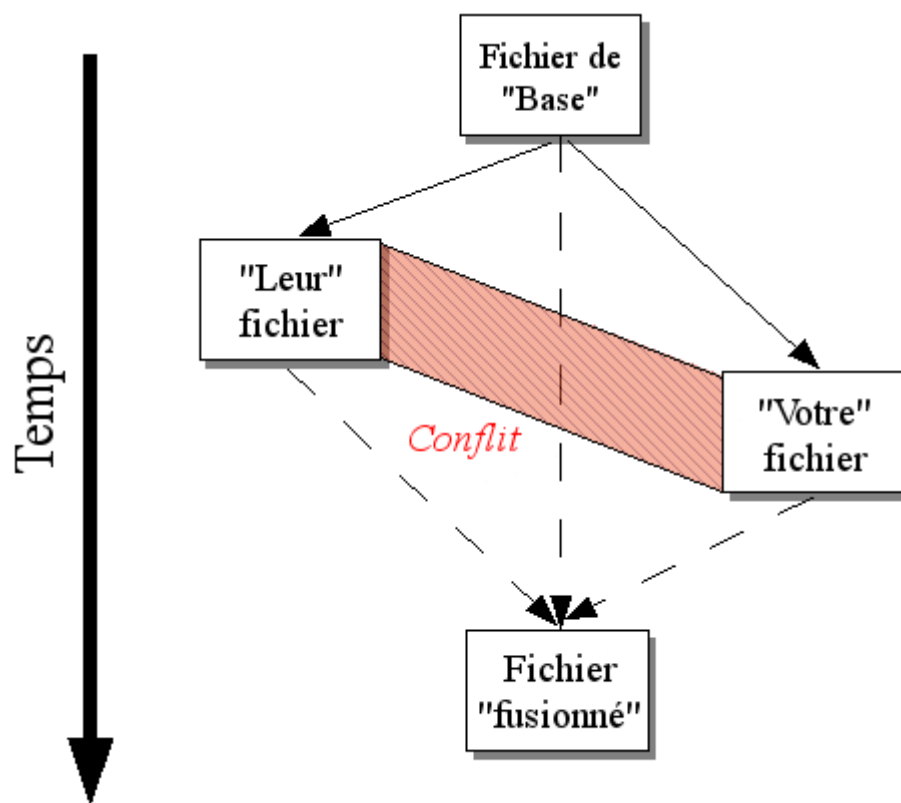 Fichier de
"Base"
"Leur"
fichier
Temps
"Votre"
fichier
Conflit
Fichier
"fusionné"